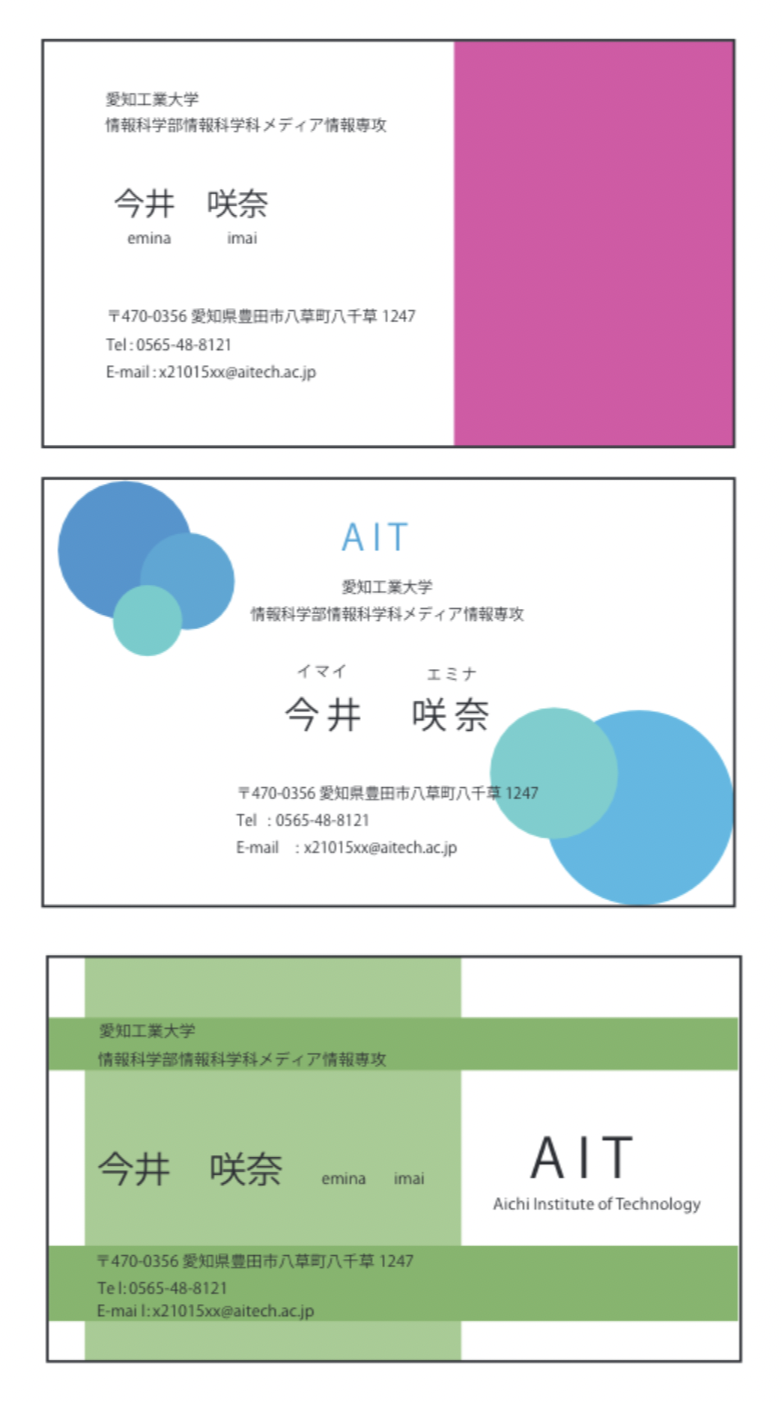 愛知工業大学
情報科学部情報科学科メディア情報専攻
今井　咲奈
emina　imai
〒470-0356 愛知県豊田市八草町八千草 1247
Tel : 0565-48-8121
E-mail : x21015xx@aitech.ac.jp
AIT
愛知工業大学
情報科学部情報科学科メディア情報専攻
イマイ　エミナ
今井　咲奈
〒470-0356 愛知県豊田市八草町八千草 1247
Tel : 0565-48-8121
E-mail : x21015xx@aitech.ac.jp
愛知工業大学
情報科学部情報科学科メディア情報専攻
今井　咲奈　emina　imai
AIT
Aichi Institute of Technology
〒470-0356 愛知県豊田市八草町八千草 1247
Te l: 0565-48-8121
E-mai l: x21015xx@aitech.ac.jp